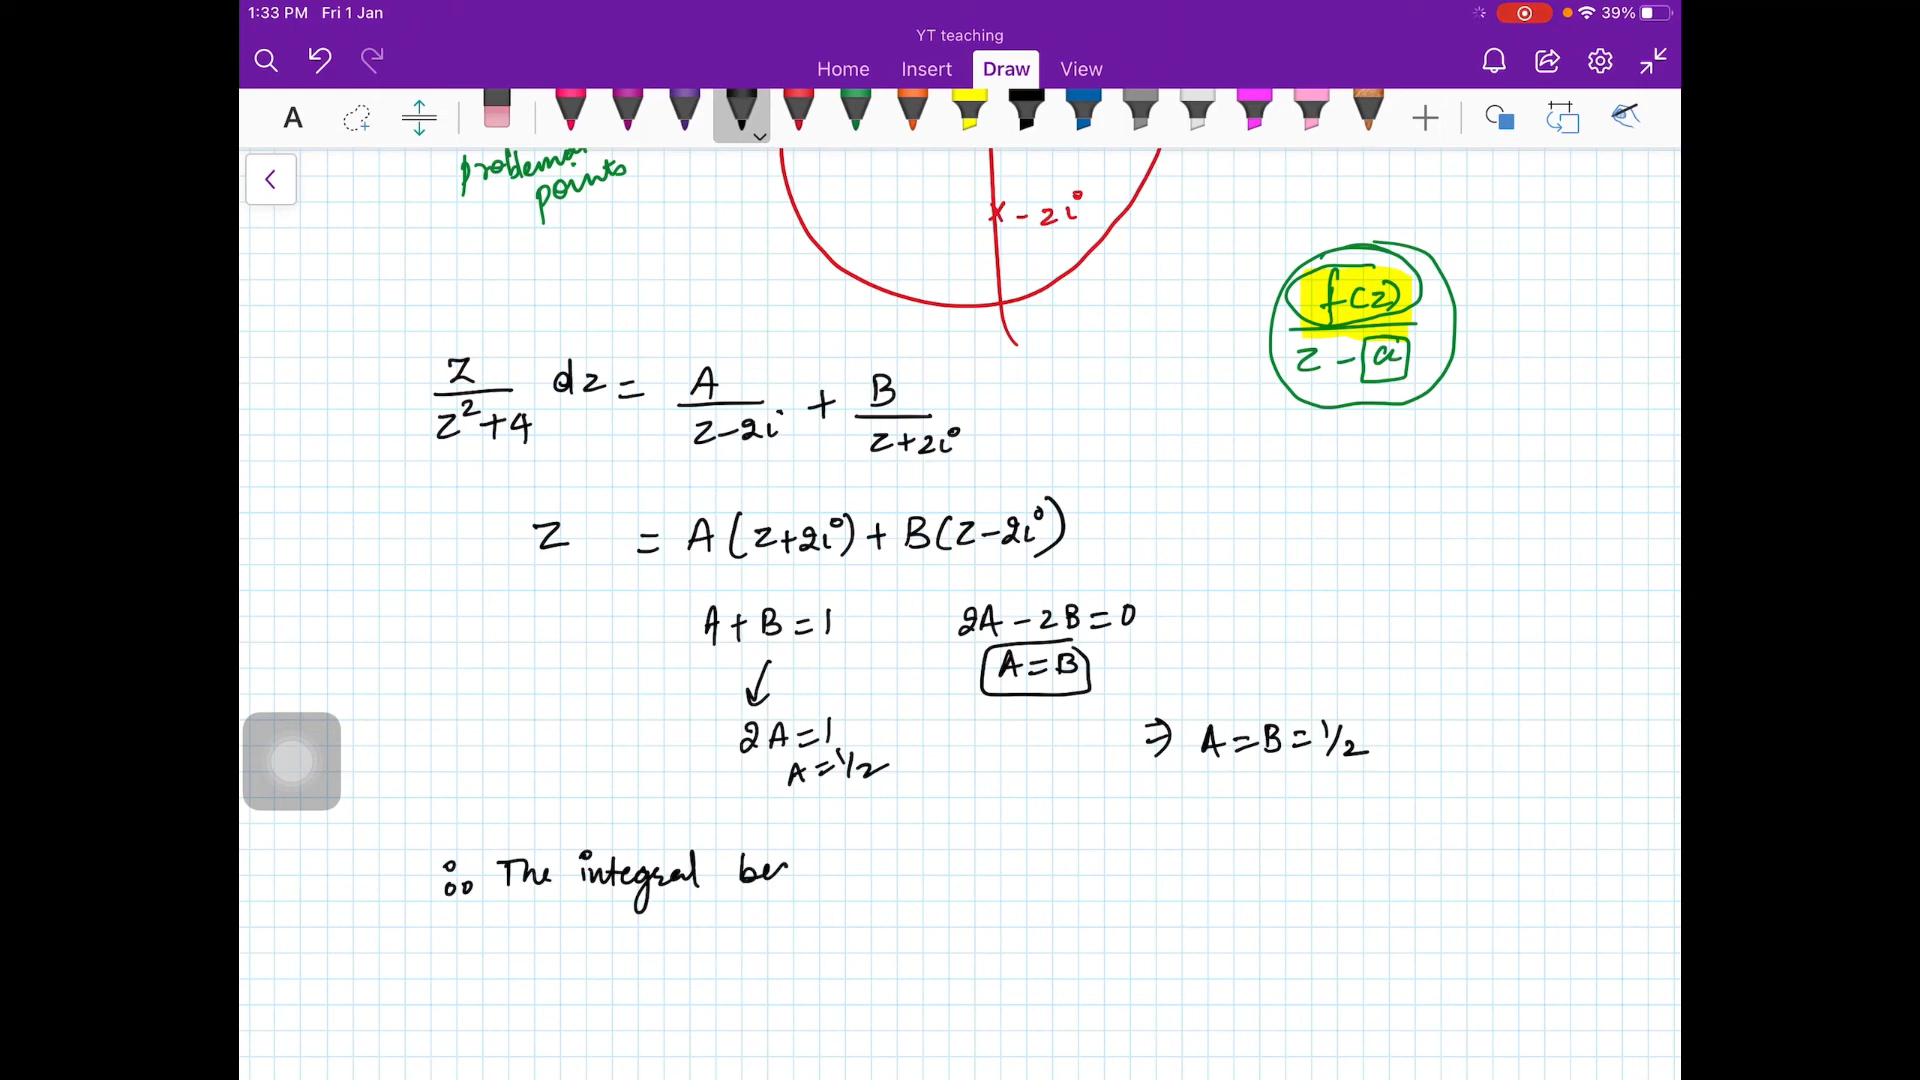 1:33 PM Fri 1 Jan
39%
YT teaching
Home Insert Draw View
A
points
x - 2i
f(z)
z - a
z/z²+4 dz = A/z-2i + B/z+2i
z = A(z+2i) + B(z-2i)
A + B = 1 2A - 2B = 0
A = B
2A = 1
A = 1/2
⇒ A = B = 1/2
∴ The integral be